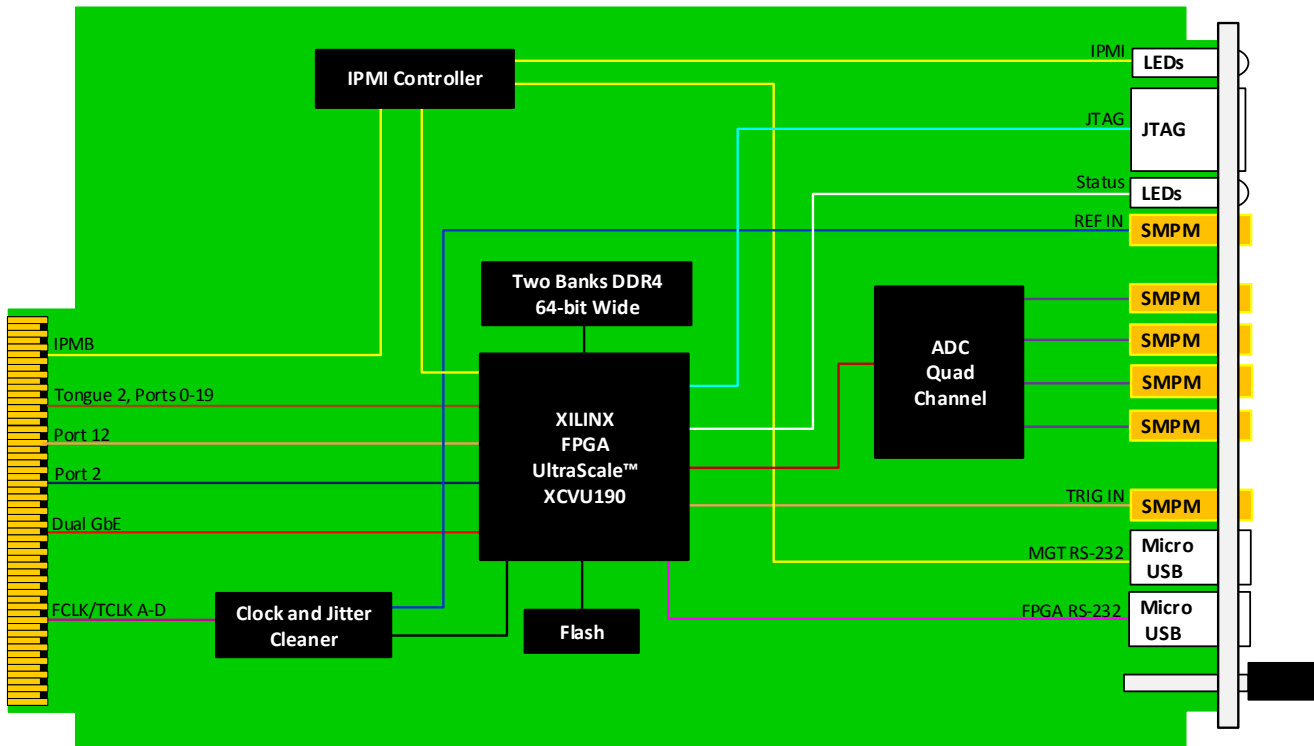 IPMI Controller
IPMI
LEDs
JTAG
JTAG
Status
LEDs
REF IN
SMPM
Two Banks DDR4
64-bit Wide
SMPM
SMPM
SMPM
SMPM
ADC
Quad
Channel
IPMB
Tongue 2, Ports 0-19
Port 12
Port 2
Dual GbE
XILINX
FPGA
UltraScale™
XCVU190
TRIG IN
SMPM
MGT RS-232
Micro
USB
FCLK/TCLK A-D
Clock and Jitter
Cleaner
Flash
FPGA RS-232
Micro
USB